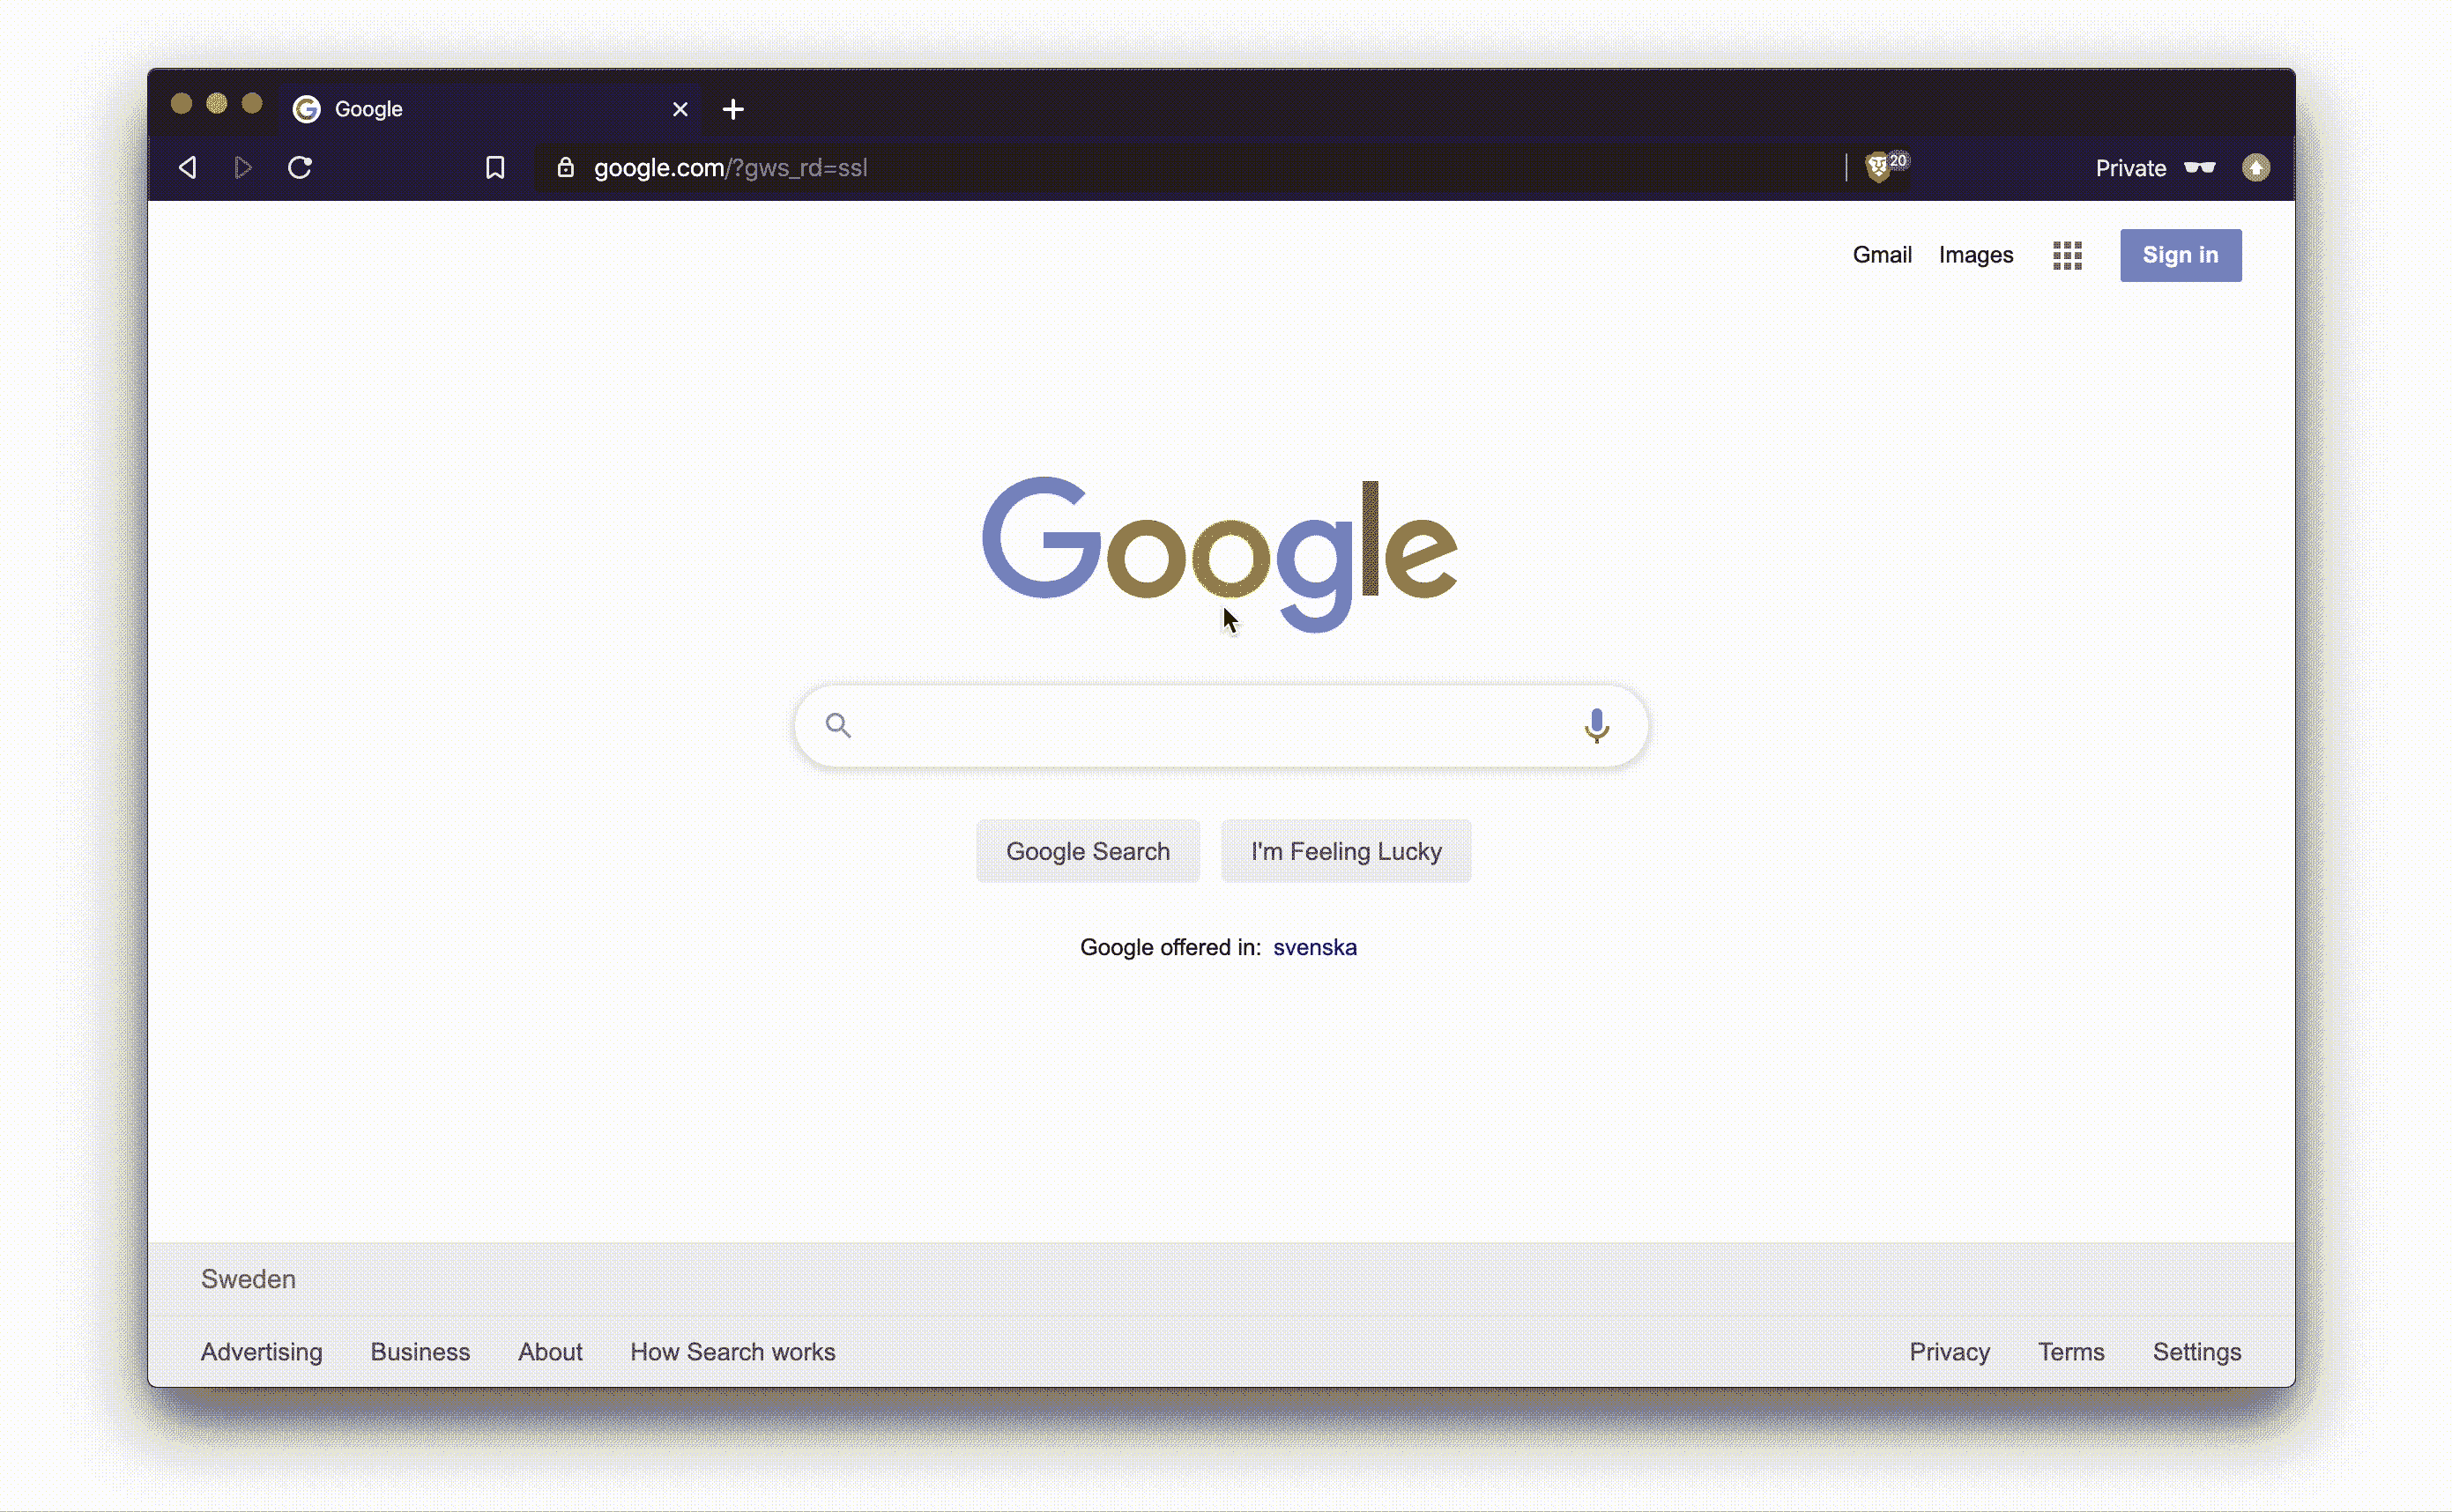 Google
google.com/?gws_rd=ssl
20
Private
Gmail Images
Sign in
Google
Google Search
I'm Feeling Lucky
Google offered in: svenska
Sweden
Advertising Business About How Search works
Privacy Terms Settings